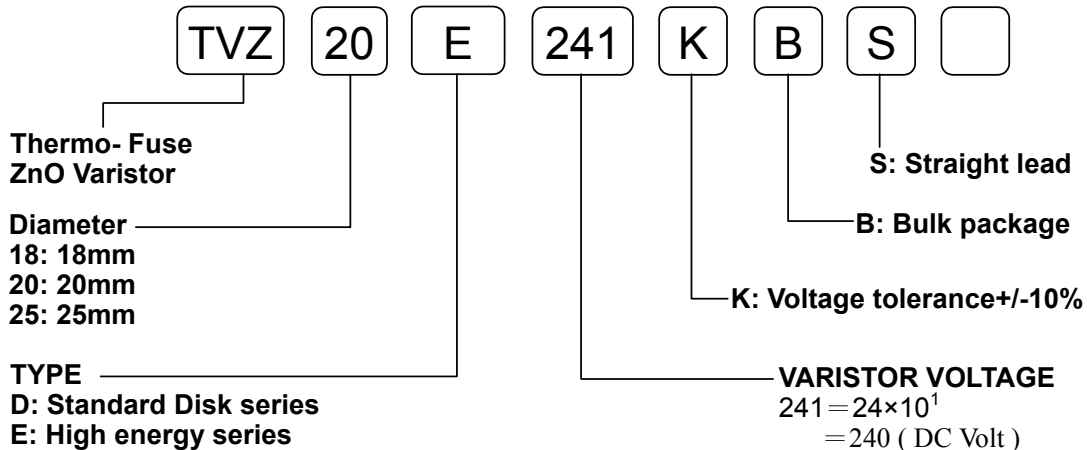 TVZ 20 E 241 K B S
Thermo- Fuse
ZnO Varistor
Diameter
18: 18mm
20: 20mm
25: 25mm
TYPE
D: Standard Disk series
E: High energy series
S: Straight lead
B: Bulk package
K: Voltage tolerance+/-10%
VARISTOR VOLTAGE
241=24×10¹
=240 ( DC Volt )